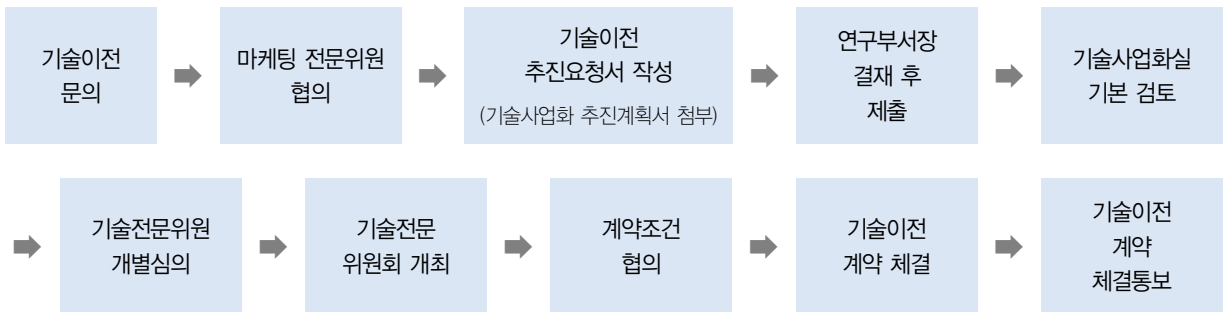 기술이전
문의
마케팅 전문위원
협의
기술이전
추진요청서 작성
(기술사업화 추진계획서 첨부)
연구부서장
결재 후
제출
기술사업화실
기본 검토
기술전문위원
개별심의
기술전문
위원회 개최
계약조건
협의
기술이전
계약 체결
기술이전
계약
체결통보